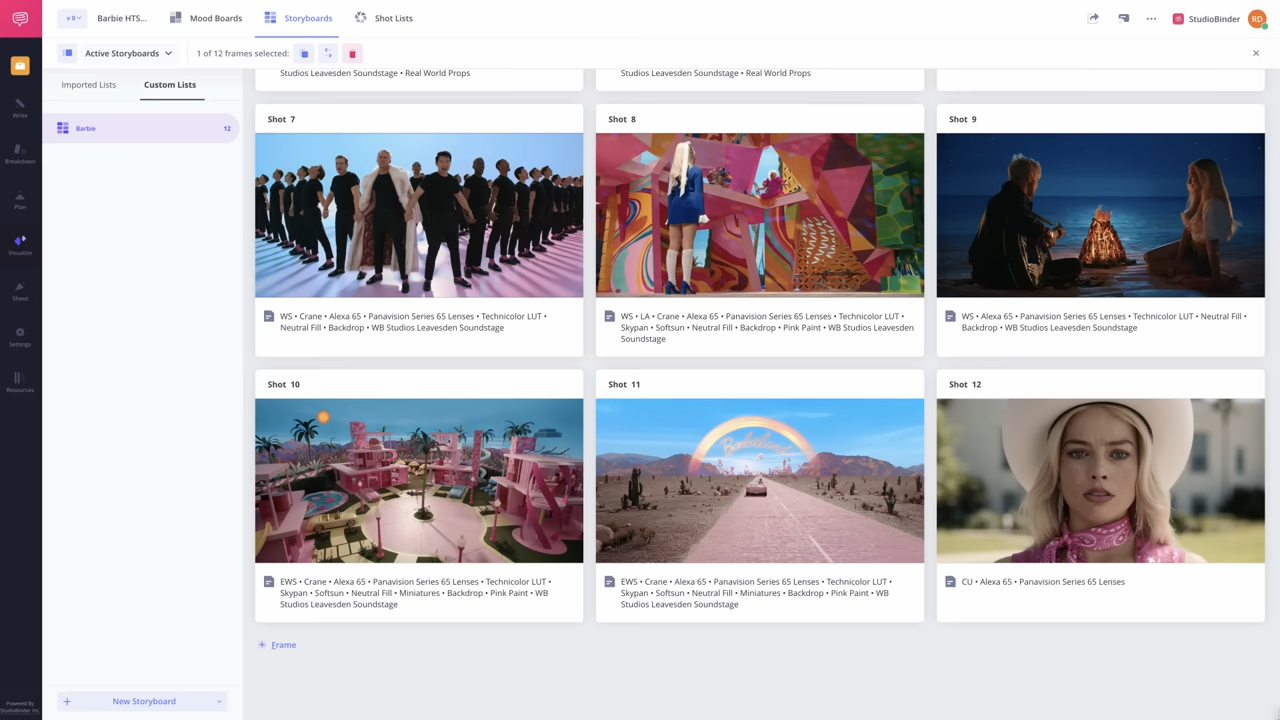 v 0
Barbie HTS...
Mood Boards
Storyboards
Shot Lists
StudioBinder
RD
Active Storyboards
1 of 12 frames selected:
Imported Lists
Custom Lists
Barbie
12
Write
Breakdown
Plan
Visualize
Shoot
Settings
Resources
Powered By
StudioBinder Inc.
New Storyboard
Studios Leavesden Soundstage • Real World Props
Studios Leavesden Soundstage • Real World Props
Shot 7
WS • Crane • Alexa 65 • Panavision Series 65 Lenses • Technicolor LUT •
Neutral Fill • Backdrop • WB Studios Leavesden Soundstage
Shot 8
WS • LA • Crane • Alexa 65 • Panavision Series 65 Lenses • Technicolor LUT •
Skypan • Softsun • Neutral Fill • Backdrop • Pink Paint • WB Studios Leavesden
Soundstage
Shot 9
WS • Alexa 65 • Panavision Series 65 Lenses • Technicolor LUT • Neutral Fill •
Backdrop • WB Studios Leavesden Soundstage
Shot 10
EWS • Crane • Alexa 65 • Panavision Series 65 Lenses • Technicolor LUT •
Skypan • Softsun • Neutral Fill • Miniatures • Backdrop • Pink Paint • WB
Studios Leavesden Soundstage
Shot 11
Barbieland
EWS • Crane • Alexa 65 • Panavision Series 65 Lenses • Technicolor LUT •
Skypan • Softsun • Neutral Fill • Miniatures • Backdrop • Pink Paint • WB
Studios Leavesden Soundstage
Shot 12
CU • Alexa 65 • Panavision Series 65 Lenses
Frame